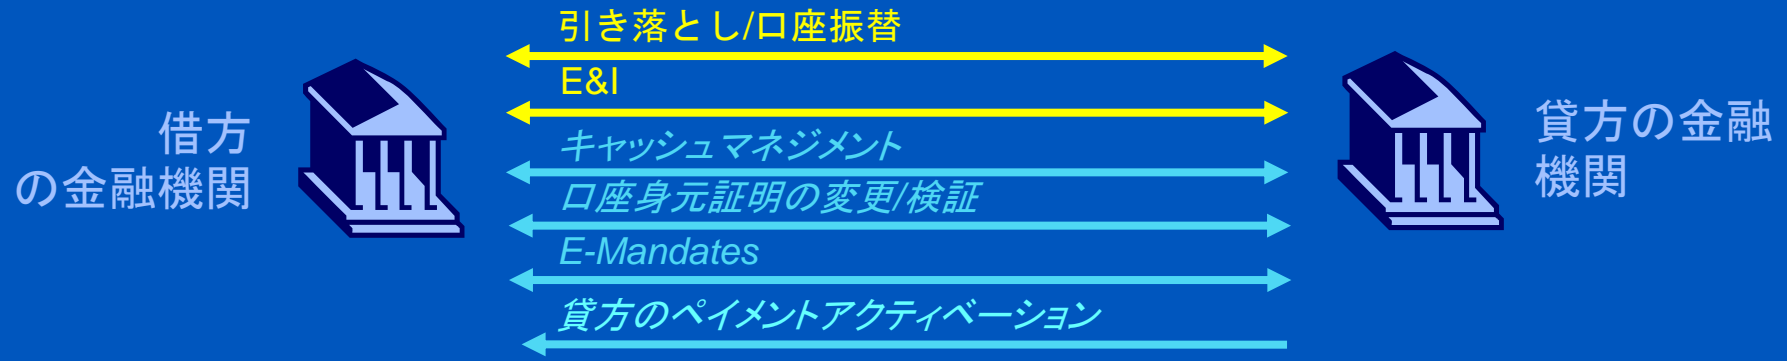 引き落とし/口座振替
E&I
借方
の金融機関
キャッシュマネジメント
口座身元証明の変更/検証
E-Mandates
貸方のペイメントアクティベーション
貸方の金融
機関